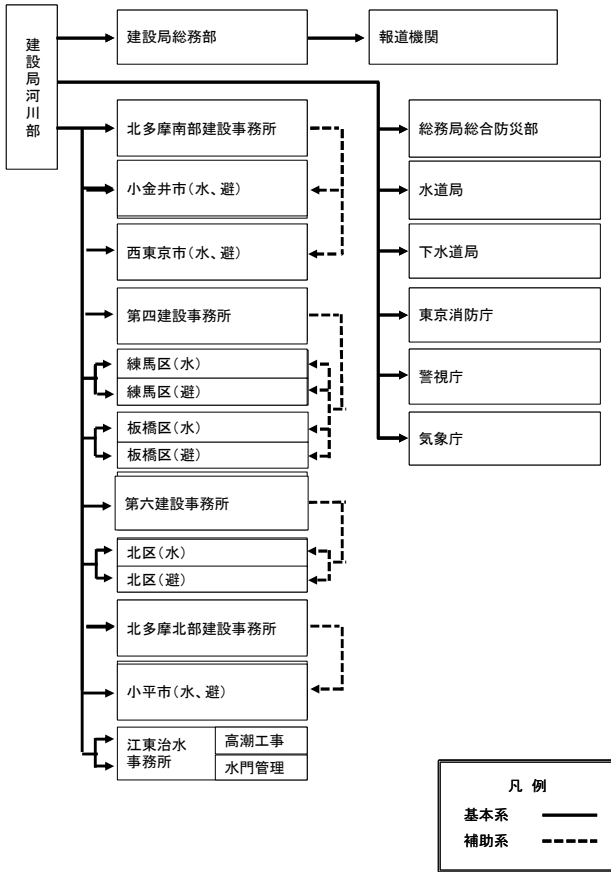 建設局河川部
建設局総務部
報道機関
北多摩南部建設事務所
小金井市(水、避)
西東京市(水、避)
第四建設事務所
練馬区(水)
練馬区(避)
板橋区(水)
板橋区(避)
第六建設事務所
北区(水)
北区(避)
北多摩北部建設事務所
小平市(水、避)
江東治水
事務所
高潮工事
水門管理
総務局総合防災部
水道局
下水道局
東京消防庁
警視庁
気象庁
凡 例
基本系
補助系